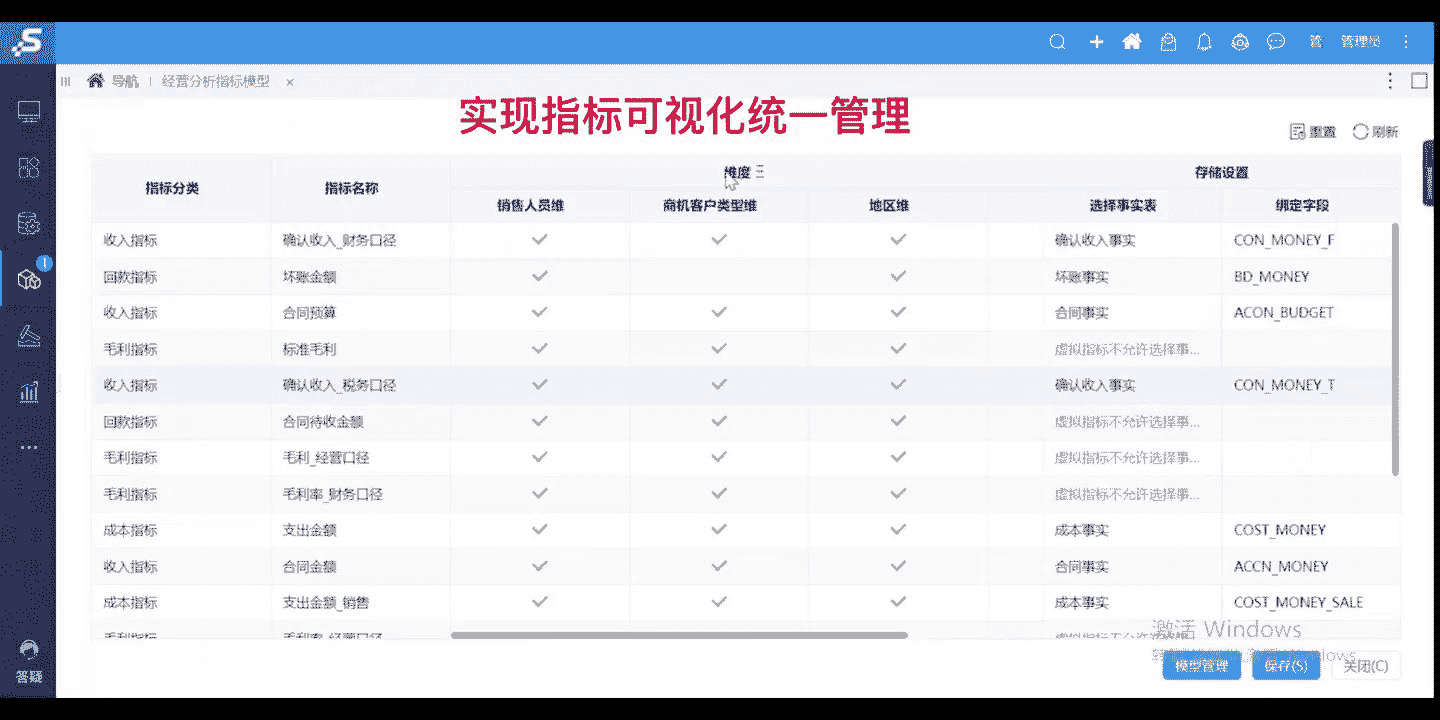 管 管理员
导航 经营分析指标模型 ×
实现指标可视化统一管理
重置 刷新
指标分类 指标名称 维度 存储设置
销售人员维 商机客户类型维 地区维 选择事实表 绑定字段
收入指标 确认收入_财务口径 确认收入事实 CON_MONEY_F
回款指标 坏账金额 坏账事实 BD_MONEY
收入指标 合同预算 合同事实 ACON_BUDGET
毛利指标 标准毛利 虚拟指标不允许选择事...
收入指标 确认收入_税务口径 确认收入事实 CON_MONEY_T
回款指标 合同待收金额 虚拟指标不允许选择事...
毛利指标 毛利_经营口径 虚拟指标不允许选择事...
毛利指标 毛利率_财务口径 虚拟指标不允许选择事...
成本指标 支出金额 成本事实 COST_MONEY
收入指标 合同金额 合同事实 ACCN_MONEY
成本指标 支出金额_销售 成本事实 COST_MONEY_SALE
毛利指标 毛利率_经营口径
激活 Windows
模型管理 保存(S) 关闭(C)
1
答疑